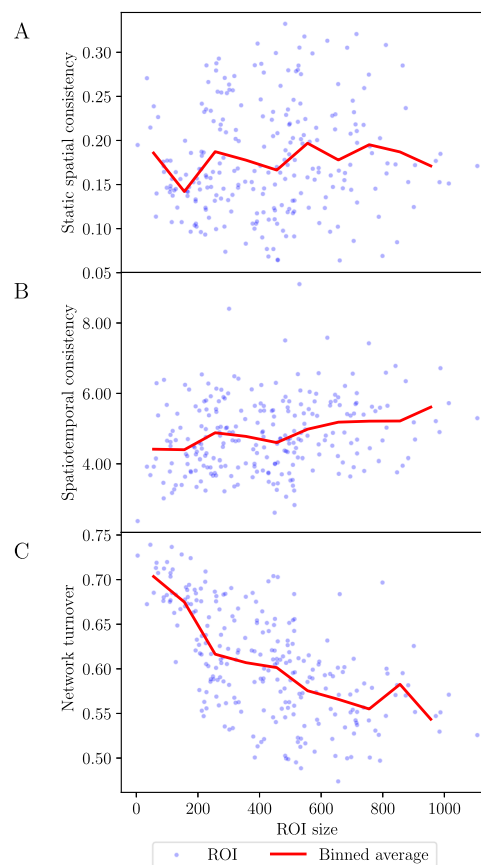 A
Static spatial consistency
0.30
0.25
0.20
0.15
0.10
0.05
B
Spatiotemporal consistency
8.00
6.00
4.00
C
Network turnover
0.75
0.70
0.65
0.60
0.55
0.50
0 200 400 600 800 1000
ROI size
ROI Binned average